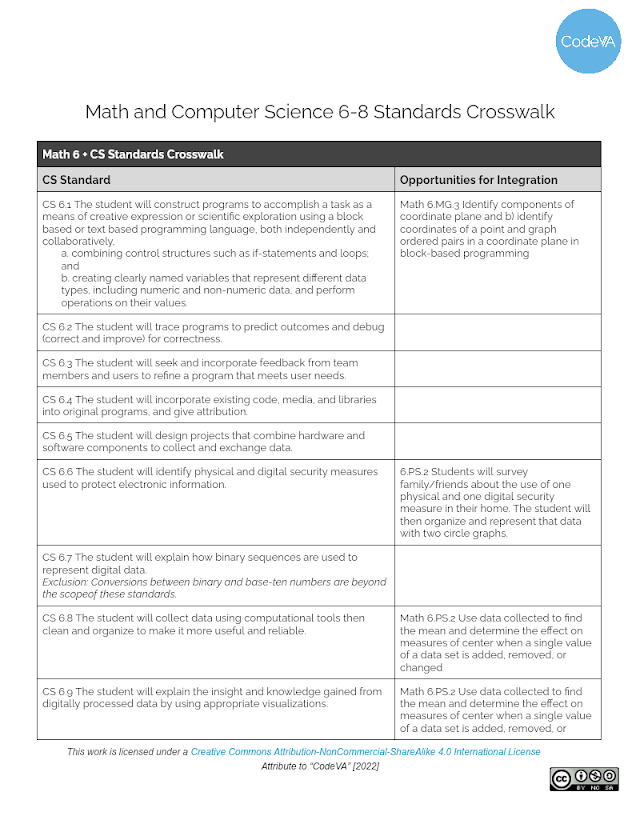 CodeVA
Math and Computer Science 6-8 Standards Crosswalk
Math 6 + CS Standards Crosswalk
CS Standard
Opportunities for Integration
CS 6.1 The student will construct programs to accomplish a task as a
means of creative expression or scientific exploration using a block
based or text based programming language, both independently and
collaboratively,
a. combining control structures such as if-statements and loops;
and
b. creating clearly named variables that represent different data
types, including numeric and non-numeric data, and perform
operations on their values.
Math 6.MG.3 Identify components of
coordinate plane and b) identify
coordinates of a point and graph
ordered pairs in a coordinate plane in
block-based programming
CS 6.2 The student will trace programs to predict outcomes and debug
(correct and improve) for correctness.
CS 6.3 The student will seek and incorporate feedback from team
members and users to refine a program that meets user needs.
CS 6.4 The student will incorporate existing code, media, and libraries
into original programs, and give attribution.
CS 6.5 The student will design projects that combine hardware and
software components to collect and exchange data.
CS 6.6 The student will identify physical and digital security measures
used to protect electronic information.
6.PS.2 Students will survey
family/friends about the use of one
physical and one digital security
measure in their home. The student will
then organize and represent that data
with two circle graphs.
CS 6.7 The student will explain how binary sequences are used to
represent digital data.
Exclusion: Conversions between binary and base-ten numbers are beyond
the scopeof these standards.
CS 6.8 The student will collect data using computational tools then
clean and organize to make it more useful and reliable.
Math 6.PS.2 Use data collected to find
the mean and determine the effect on
measures of center when a single value
of a data set is added, removed, or
changed
CS 6.9 The student will explain the insight and knowledge gained from
digitally processed data by using appropriate visualizations.
Math 6.PS.2 Use data collected to find
the mean and determine the effect on
measures of center when a single value
of a data set is added, removed, or
This work is licensed under a Creative Commons Attribution-NonCommercial-ShareAlike 4.0 International License
Attribute to "CodeVA" [2022]
cc
BY NC SA